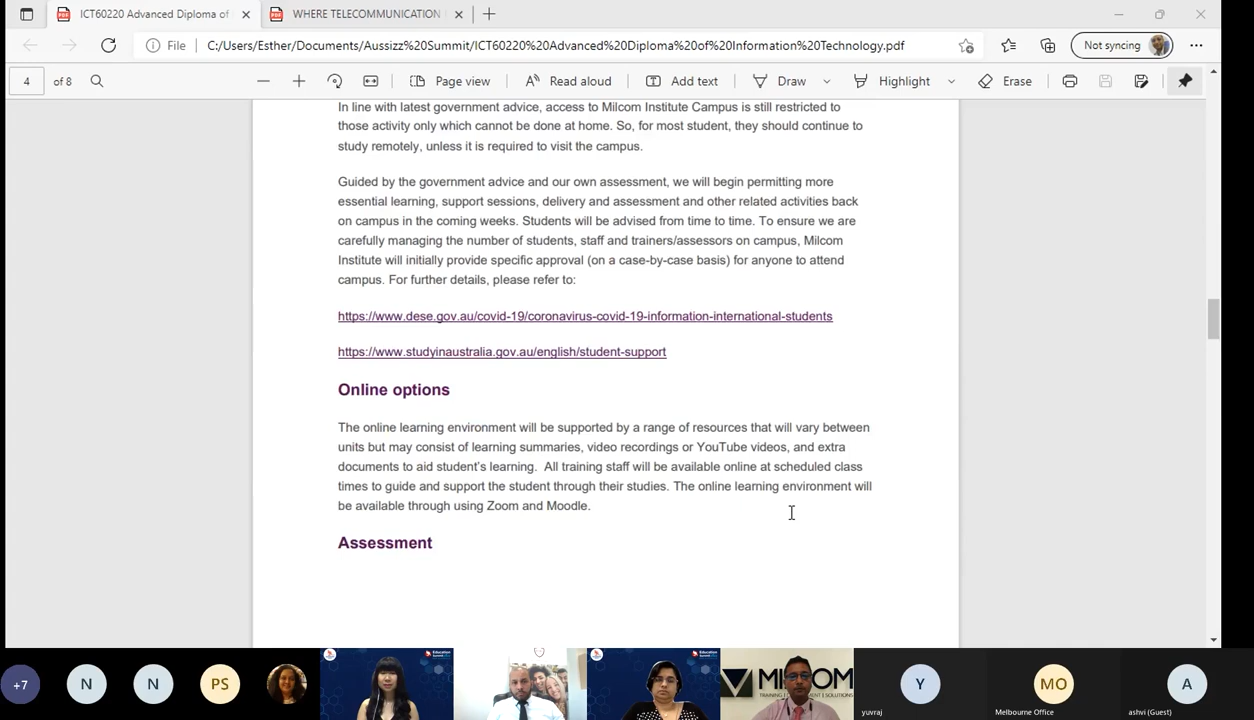 ICT60220 Advanced Diploma of
WHERE TELECOMMUNICATION
File
C:/Users/Esther/Documents/Aussizz%20Summit/ICT60220%20Advanced%20Diploma%20of%20Information%20Technology.pdf
Not syncing
4
of 8
Page view
Read aloud
Add text
Draw
Highlight
Erase
In line with latest government advice, access to Milcom Institute Campus is still restricted to
those activity only which cannot be done at home. So, for most student, they should continue to
study remotely, unless it is required to visit the campus.
Guided by the government advice and our own assessment, we will begin permitting more
essential learning, support sessions, delivery and assessment and other related activities back
on campus in the coming weeks. Students will be advised from time to time. To ensure we are
carefully managing the number of students, staff and trainers/assessors on campus, Milcom
Institute will initially provide specific approval (on a case-by-case basis) for anyone to attend
campus. For further details, please refer to:
https://www.dese.gov.au/covid-19/coronavirus-covid-19-information-international-students
https://www.studyinaustralia.gov.au/english/student-support
Online options
The online learning environment will be supported by a range of resources that will vary between
units but may consist of learning summaries, video recordings or YouTube videos, and extra
documents to aid student's learning.  All training staff will be available online at scheduled class
times to guide and support the student through their studies. The online learning environment will
be available through using Zoom and Moodle.
Assessment
+7
N
N
PS
Education
Education
MILCOM
Y
yuvraj
MO
Melbourne Office
A
ashvi (Guest)